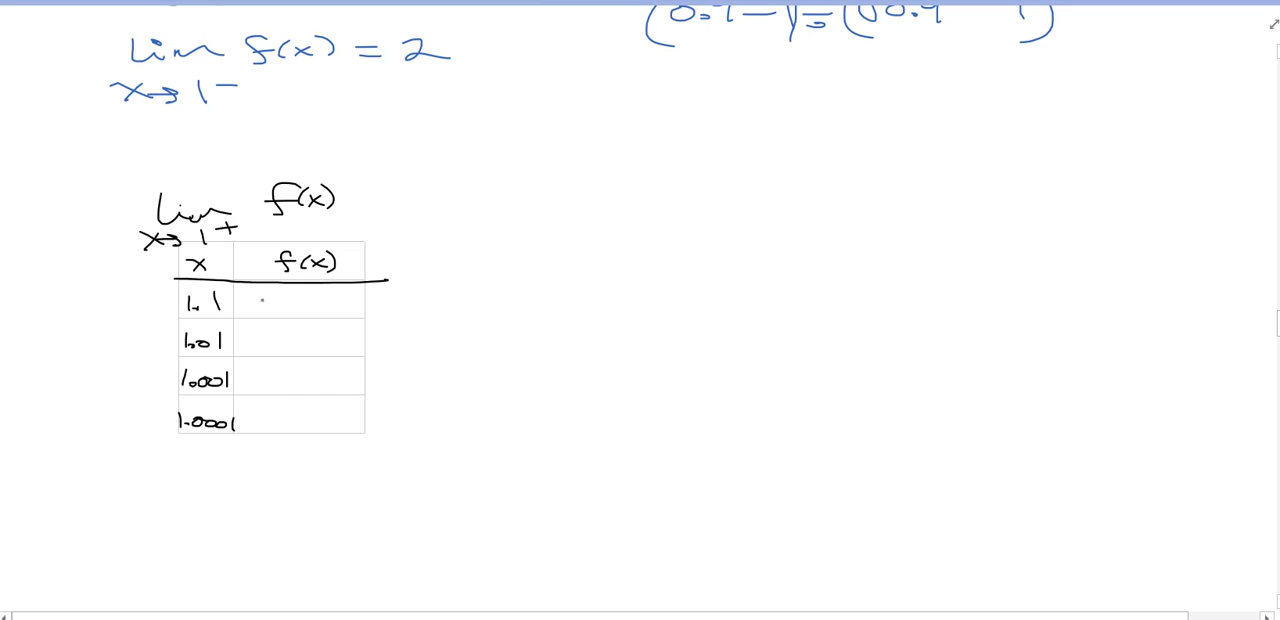 lim f(x) = 2
x→1⁻
lim f(x)
x→1⁺
x f(x)
1.1
1.01
1.001
1.0001